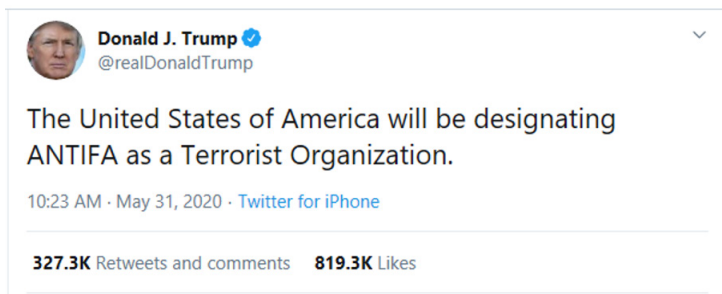 Donald J. Trump
@realDonaldTrump
The United States of America will be designating
ANTIFA as a Terrorist Organization.
10:23 AM · May 31, 2020 · Twitter for iPhone
327.3K Retweets and comments 819.3K Likes